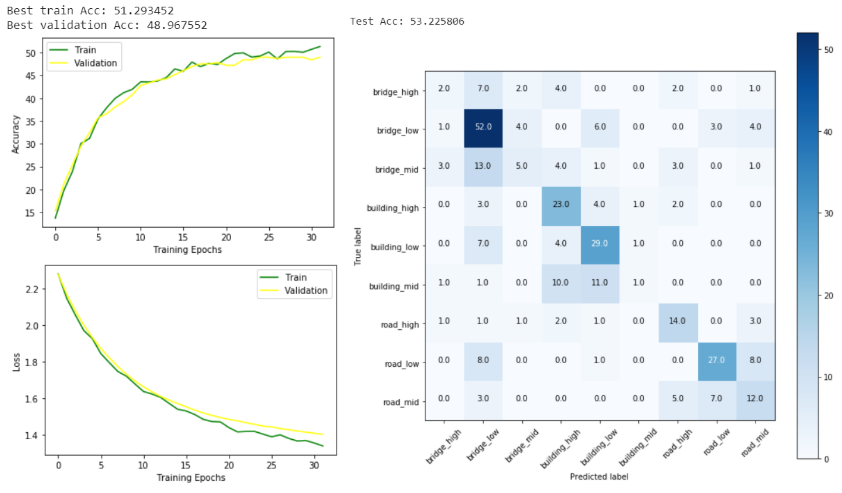 Best train Acc: 51.293452
Best validation Acc: 48.967552
Test Acc: 53.225806
Train
Validation
50
45
40
35
30
25
20
15
Accuracy
0 5 10 15 20 25 30
Training Epochs
Train
Validation
2.2
2.0
1.8
1.6
1.4
Loss
0 5 10 15 20 25 30
Training Epochs
True label
bridge_high 2.0 7.0 2.0 4.0 0.0 0.0 2.0 0.0 1.0
bridge_low 1.0 52.0 4.0 0.0 6.0 0.0 0.0 3.0 4.0
bridge_mid 3.0 13.0 5.0 4.0 1.0 0.0 3.0 0.0 1.0
building_high 0.0 3.0 0.0 23.0 4.0 1.0 2.0 0.0 0.0
building_low 0.0 7.0 0.0 4.0 29.0 1.0 0.0 0.0 0.0
building_mid 1.0 1.0 0.0 10.0 11.0 1.0 0.0 0.0 0.0
road_high 1.0 1.0 1.0 2.0 1.0 0.0 14.0 0.0 3.0
road_low 0.0 8.0 0.0 0.0 1.0 0.0 0.0 27.0 8.0
road_mid 0.0 3.0 0.0 0.0 0.0 0.0 5.0 7.0 12.0
bridge_high bridge_low bridge_mid building_high building_low building_mid road_high road_low road_mid
Predicted label
50
40
30
20
10
0